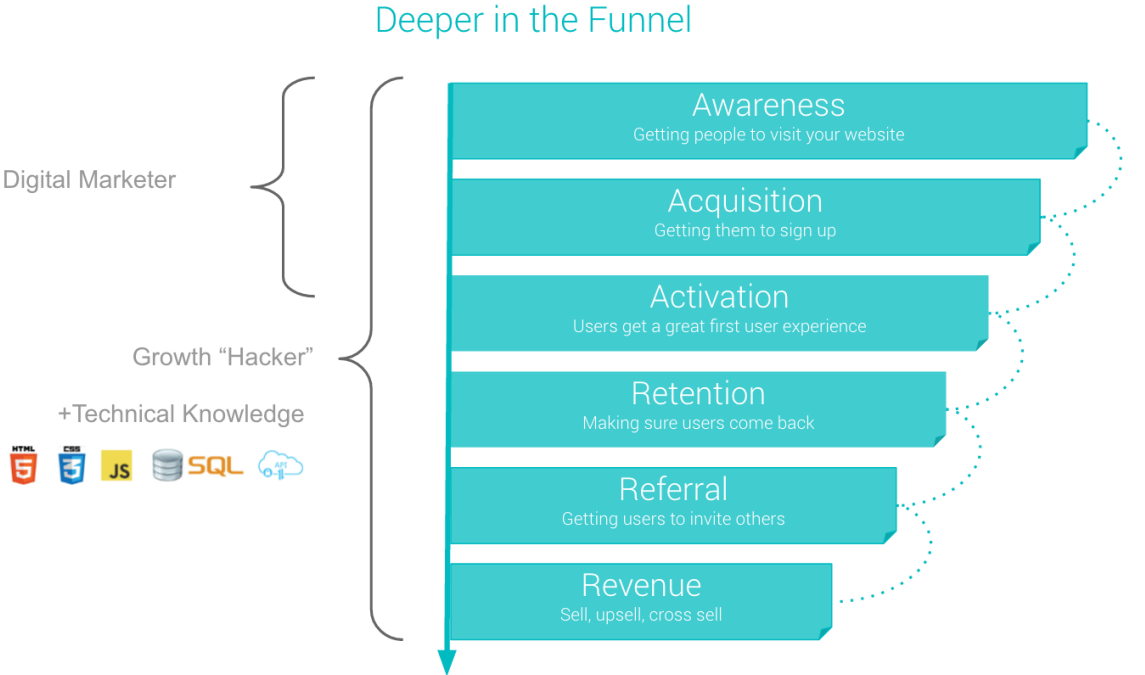 Deeper in the Funnel
Awareness
Getting people to visit your website
Digital Marketer
Acquisition
Getting them to sign up
Activation
Users get a great first user experience
Growth “Hacker”
+Technical Knowledge
Retention
Making sure users come back
HTML
5
CSS
3
JS
SQL
API
Referral
Getting users to invite others
Revenue
Sell, upsell, cross sell